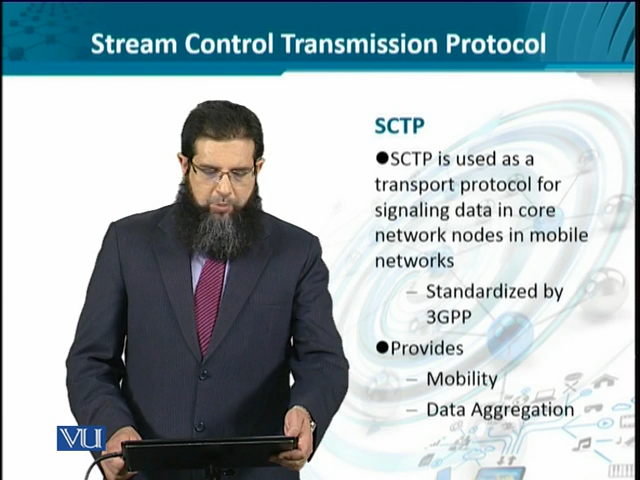 Stream Control Transmission Protocol
SCTP
●SCTP is used as a
transport protocol for
signaling data in core
network nodes in mobile
networks
– Standardized by
3GPP
●Provides
– Mobility
– Data Aggregation
VU